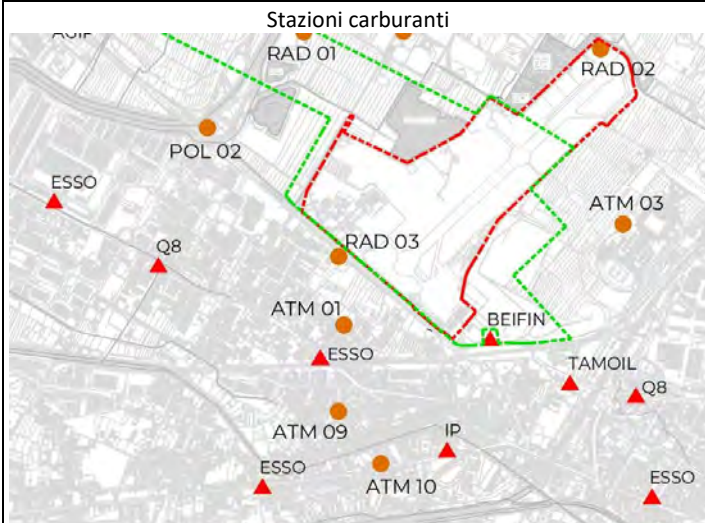 Stazioni carburanti
RAD 01
RAD 02
POL 02
ESSO
ATM 03
Q8
RAD 03
ATM 01
BEIFIN
ESSO
TAMOIL
Q8
ATM 09
IP
ESSO
ATM 10
ESSO